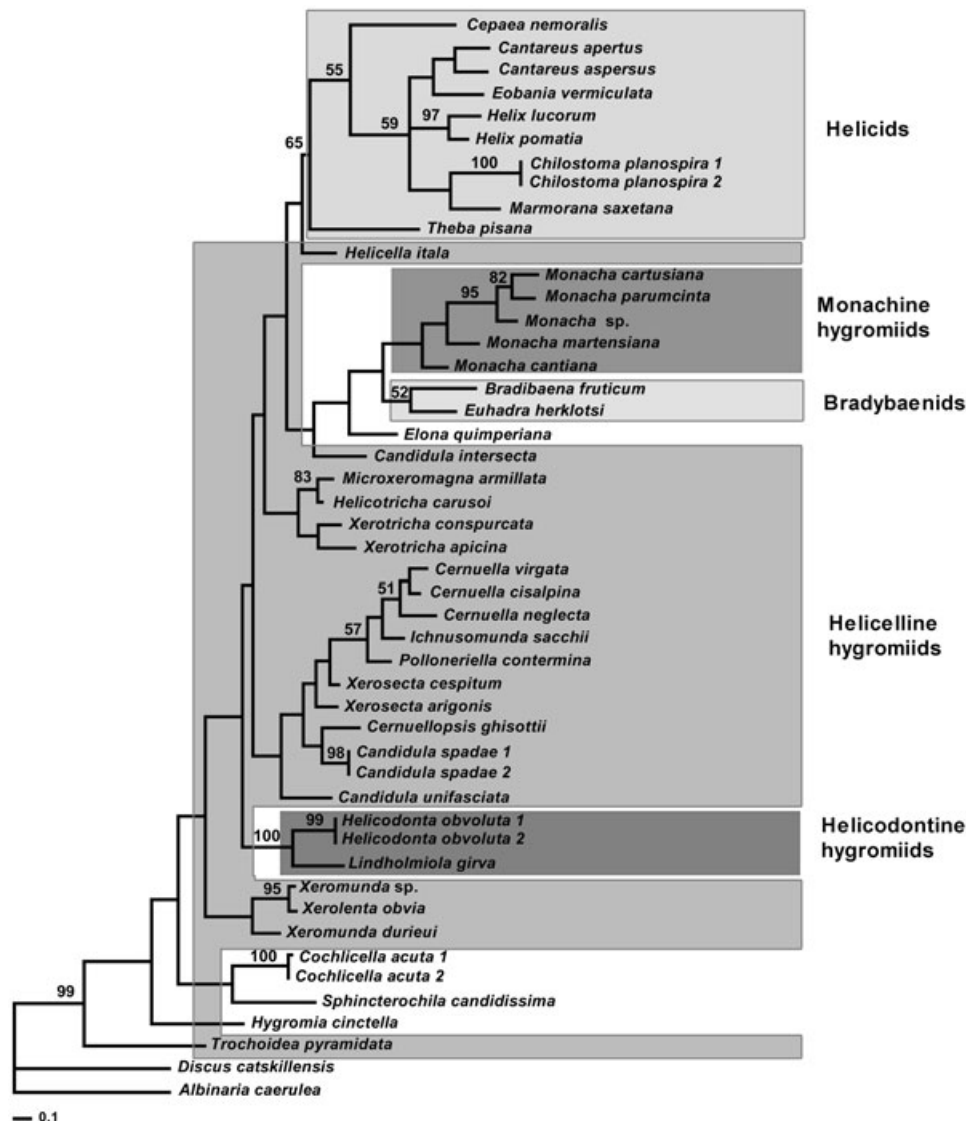 Cepaea nemoralis
Cantareus apertus
55
Cantareus aspersus
Eobania vermiculata
97
Helix lucorum
59
Helicids
Helix pomatia
65
100
Chilostoma planospira 1
Chilostoma planospira 2
Marmorana saxetana
Theba pisana
Helicella itala
82
Monacha cartusiana
95
Monacha parumcinta
Monacha sp.
Monachine
hygromiids
Monacha martensiana
Monacha cantiana
52
Bradibaena fruticum
Bradybaenids
Euhadra herklotsi
Elona quimperiana
Candidula intersecta
83
Microxeromagna armillata
Helicotricha carusoi
Xerotricha conspurcata
Xerotricha apicina
Cernuella virgata
51
Cernuella cisalpina
Cernuella neglecta
57
Ichnusomunda sacchii
Helicelline
hygromiids
Polloneriella contermina
Xerosecta cespitum
Xerosecta arigonis
Cernuellopsis ghisottii
98
Candidula spadae 1
Candidula spadae 2
Candidula unifasciata
99
Helicodonta obvoluta 1
100
Helicodonta obvoluta 2
Helicodontine
hygromiids
Lindholmiola girva
95
Xeromunda sp.
Xerolenta obvia
Xeromunda durieui
100
Cochlicella acuta 1
Cochlicella acuta 2
99
Sphincterochila candidissima
Hygromia cinctella
Trochoidea pyramidata
Discus catskillensis
Albinaria caerulea
0.1